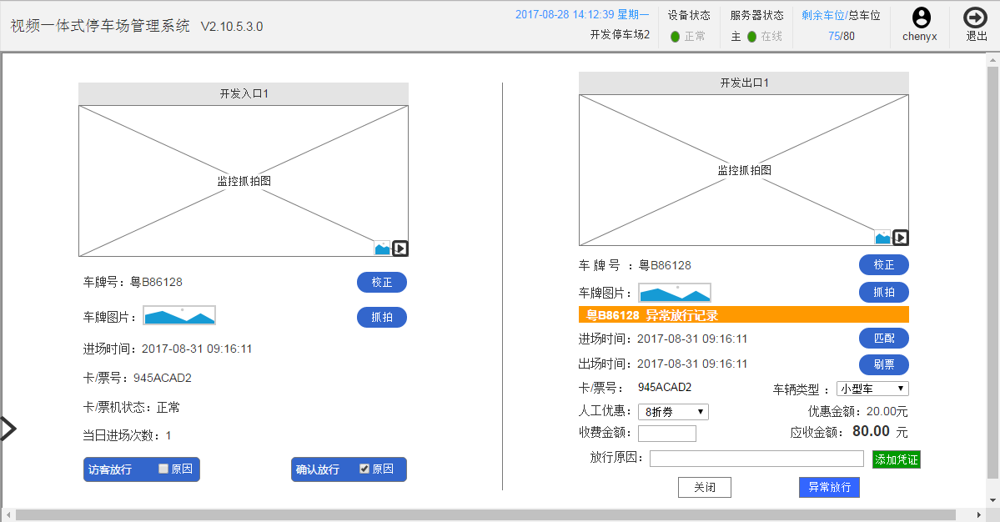 视频一体式停车场管理系统 V2.10.5.3.0
2017-08-28 14:12:39 星期一
开发停车场2
设备状态
正常
服务器状态
主 在线
剩余车位/总车位
75/80
chenyx
退出
开发入口1
监控抓拍图
车牌号：粤B86128
校正
车牌图片：
抓拍
进场时间：2017-08-31 09:16:11
卡/票号：945ACAD2
卡/票机状态：正常
当日进场次数：1
访客放行 原因
确认放行 原因
开发出口1
监控抓拍图
车 牌 号 ：粤B86128
校正
车牌图片：
抓拍
粤B86128 异常放行记录
进场时间：2017-08-31 09:16:11
匹配
出场时间：2017-08-31 09:16:11
刷票
卡/票号： 945ACAD2
车辆类型 ：小型车
人工优惠：8折券
优惠金额：20.00元
收费金额：
应收金额： 80.00 元
放行原因：
添加凭证
关闭
异常放行